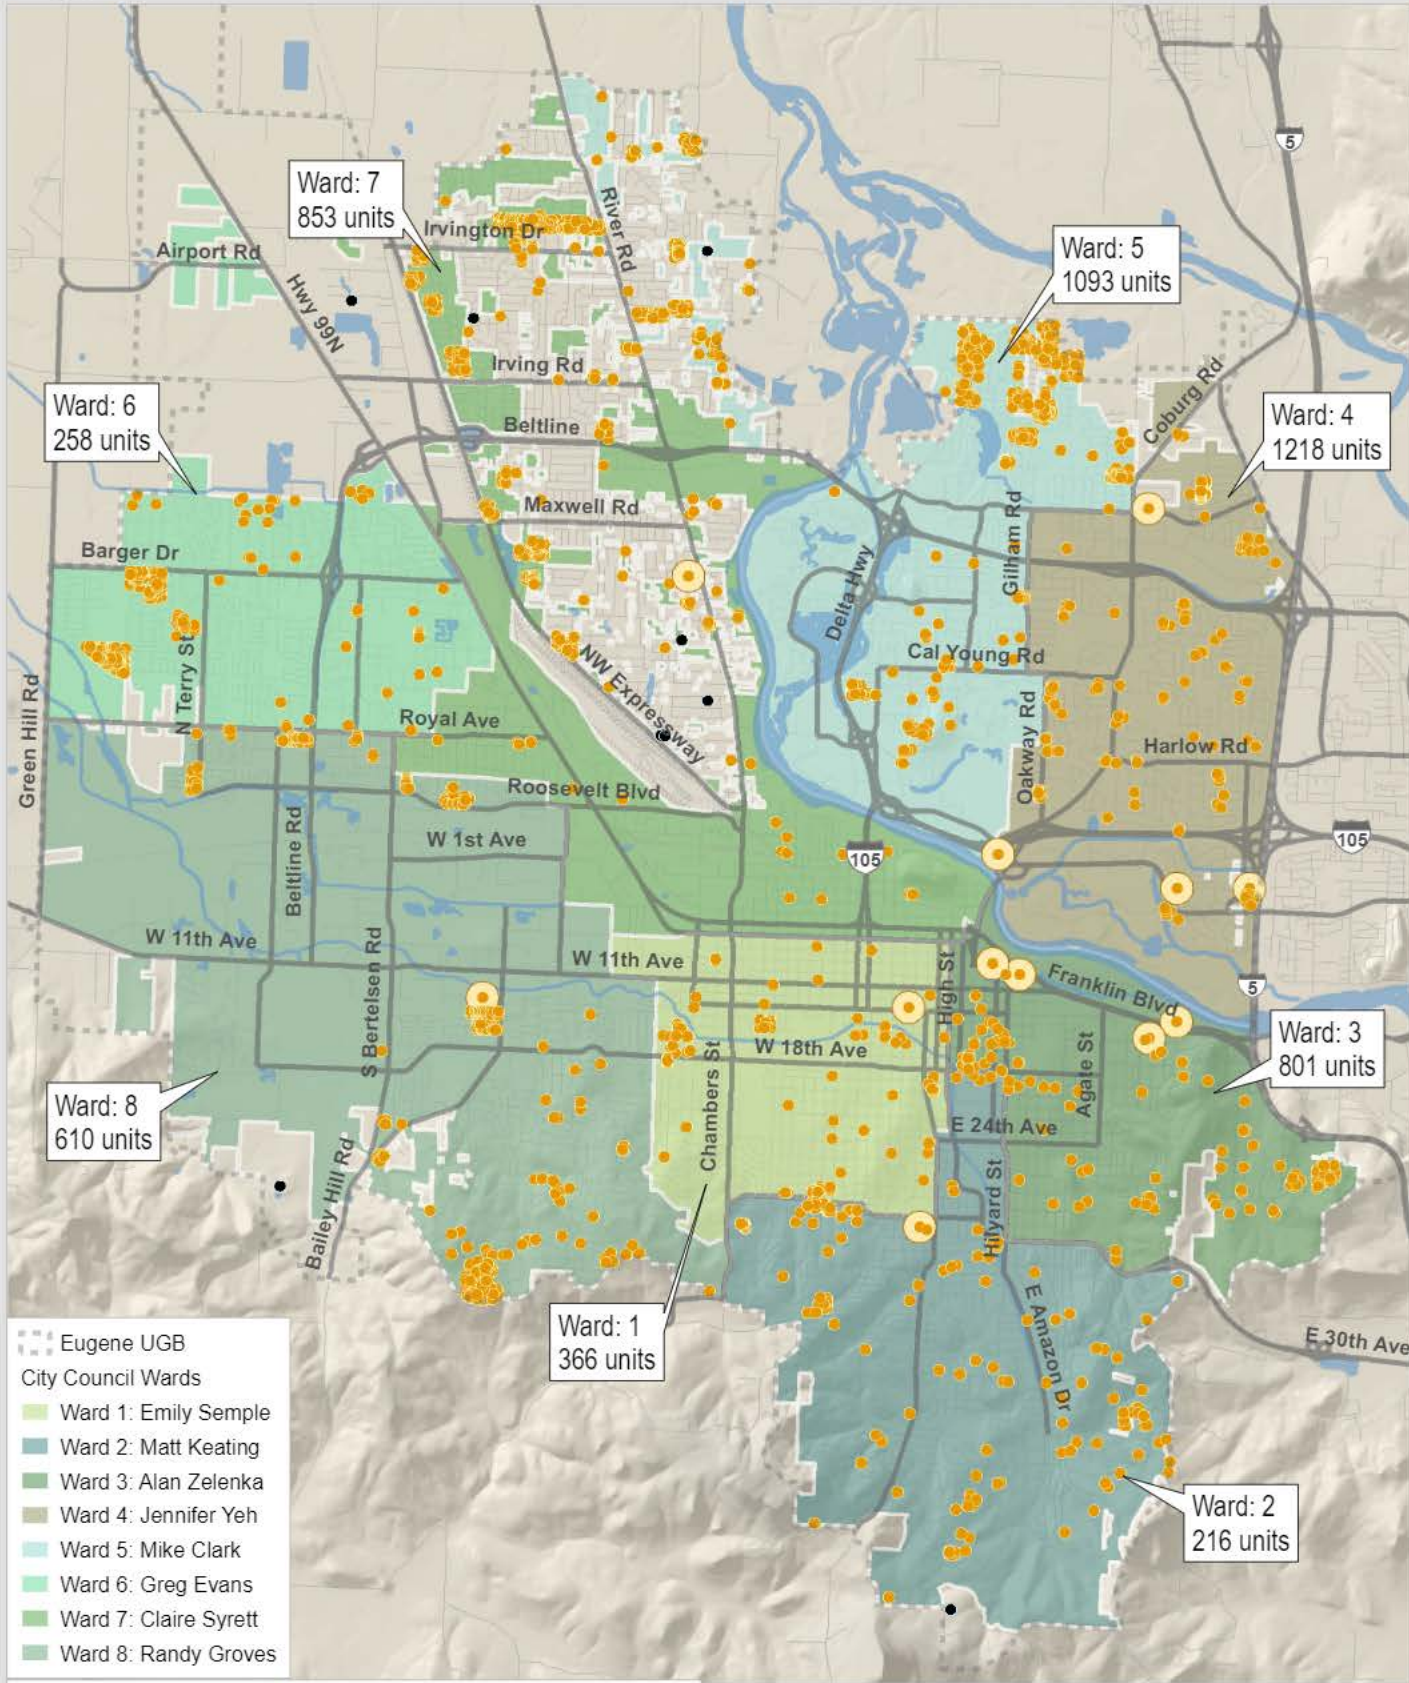 5
Ward: 7
853 units
River Rd
Irvington Dr
Airport Rd
Ward: 5
1093 units
Hwy 99N
Irving Rd
Coburg Rd
Ward: 6
258 units
Ward: 4
1218 units
Beltline
Maxwell Rd
Gilham Rd
Barger Dr
Delta Hwy
Cal Young Rd
N Terry St
NW Expressway
Green Hill Rd
Royal Ave
Oakway Rd
Harlow Rd
Roosevelt Blvd
W 1st Ave
105
105
Beltline Rd
W 11th Ave
S Bertelsen Rd
W 11th Ave
High St
Franklin Blvd
5
W 18th Ave
Agate St
Ward: 3
801 units
Chambers St
Ward: 8
610 units
E 24th Ave
Bailey Hill Rd
Hilyard St
E Amazon Dr
Ward: 1
366 units
E 30th Ave
Ward: 2
216 units
Eugene UGB
City Council Wards
Ward 1: Emily Semple
Ward 2: Matt Keating
Ward 3: Alan Zelenka
Ward 4: Jennifer Yeh
Ward 5: Mike Clark
Ward 6: Greg Evans
Ward 7: Claire Syrett
Ward 8: Randy Groves